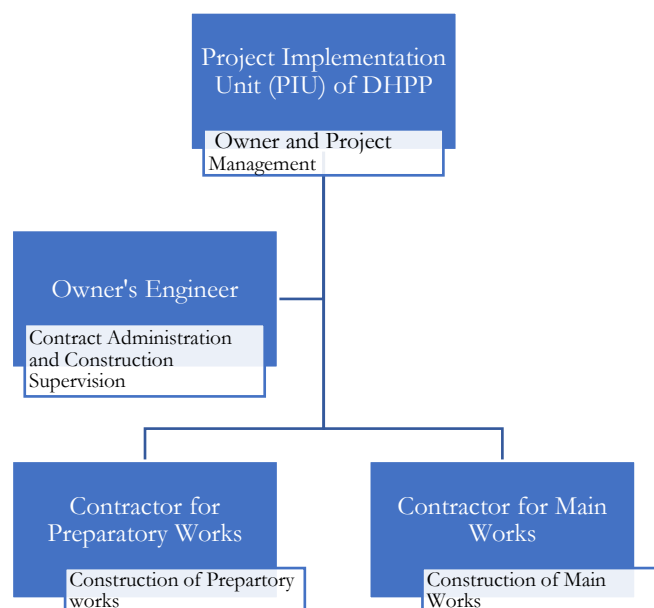 Project Implementation
Unit (PIU) of DHPP
Owner and Project
Management
Owner's Engineer
Contract Administration
and Construction
Supervision
Contractor for
Preparatory Works
Construction of Prepartory
works
Contractor for Main
Works
Construction of Main
Works